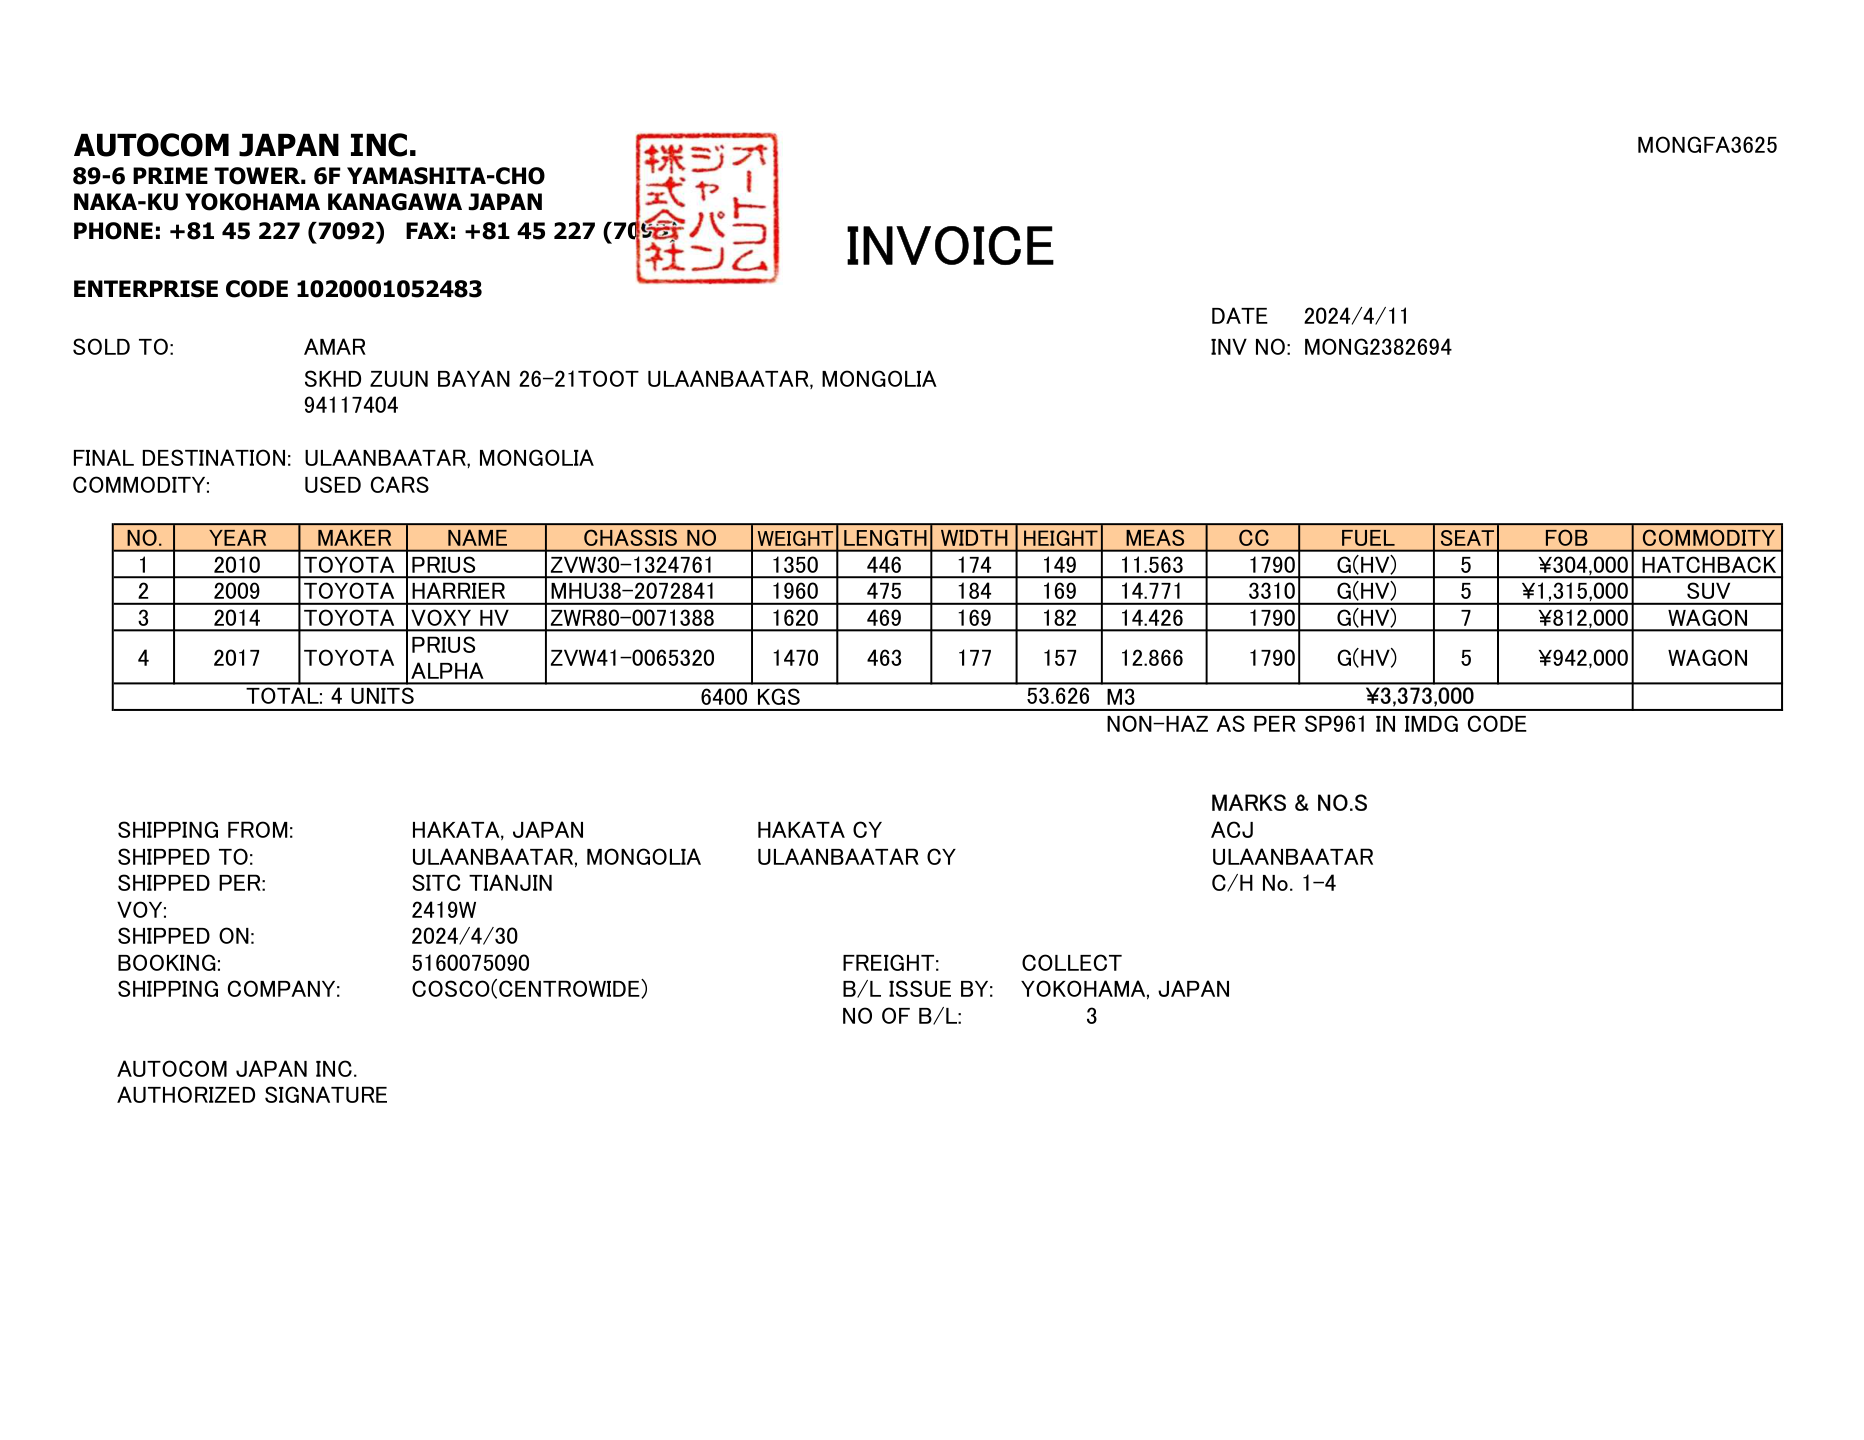 AUTOCOM JAPAN INC.
89-6 PRIME TOWER. 6F YAMASHITA-CHO
NAKA-KU YOKOHAMA KANAGAWA JAPAN
PHONE: +81 45 227 (7092) FAX: +81 45 227
ENTERPRISE CODE 1020001052483
オートコム
ジャパン
株式会社
MONGFA3625
INVOICE
DATE 2024/4/11
SOLD TO: AMAR
INV NO: MONG2382694
SKHD ZUUN BAYAN 26-21TOOT ULAANBAATAR, MONGOLIA
94117404
FINAL DESTINATION: ULAANBAATAR, MONGOLIA
COMMODITY: USED CARS
NO. YEAR MAKER NAME CHASSIS NO WEIGHT LENGTH WIDTH HEIGHT MEAS CC FUEL SEAT FOB COMMODITY
1 2010 TOYOTA PRIUS ZVW30-1324761 1350 446 174 149 11.563 1790 G(HV) 5 ¥304,000 HATCHBACK
2 2009 TOYOTA HARRIER MHU38-2072841 1960 475 184 169 14.771 3310 G(HV) 5 ¥1,315,000 SUV
3 2014 TOYOTA VOXY HV ZWR80-0071388 1620 469 169 182 14.426 1790 G(HV) 7 ¥812,000 WAGON
4 2017 TOYOTA PRIUS ALPHA ZVW41-0065320 1470 463 177 157 12.866 1790 G(HV) 5 ¥942,000 WAGON
TOTAL: 4 UNITS 6400 KGS 53.626 M3 ¥3,373,000
NON-HAZ AS PER SP961 IN IMDG CODE
MARKS & NO.S
SHIPPING FROM: HAKATA, JAPAN HAKATA CY ACJ
SHIPPED TO: ULAANBAATAR, MONGOLIA ULAANBAATAR CY ULAANBAATAR
SHIPPED PER: SITC TIANJIN C/H No. 1-4
VOY: 2419W
SHIPPED ON: 2024/4/30
BOOKING: 5160075090 FREIGHT: COLLECT
SHIPPING COMPANY: COSCO(CENTROWIDE) B/L ISSUE BY: YOKOHAMA, JAPAN
NO OF B/L: 3
AUTOCOM JAPAN INC.
AUTHORIZED SIGNATURE